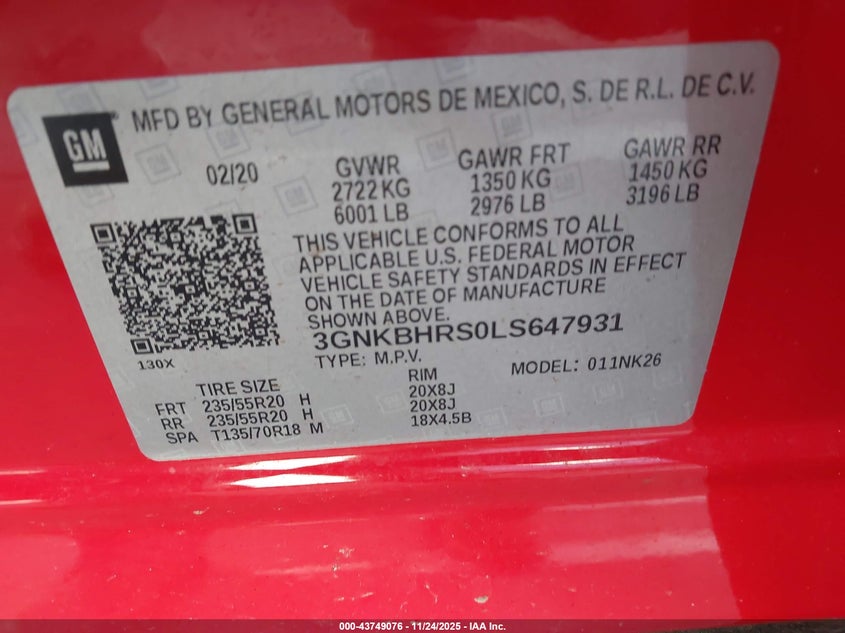 GM
MFD BY GENERAL MOTORS DE MEXICO, S. DE R.L. DE C.V.
02/20 GVWR GAWR FRT GAWR RR
2722 KG 1350 KG 1450 KG
6001 LB 2976 LB 3196 LB
THIS VEHICLE CONFORMS TO ALL
APPLICABLE U.S. FEDERAL MOTOR
VEHICLE SAFETY STANDARDS IN EFFECT
ON THE DATE OF MANUFACTURE
SHOWN ABOVE.
3GNKBHRS0LS647931
130X TYPE: M.P.V. MODEL: 011NK26
TIRE SIZE RIM
FRT 235/55R20 H 20X8J
RR 235/55R20 H 20X8J
SPA T135/70R18 M 18X4.5B
000-43749076 - 11/24/2025 - IAA Inc.